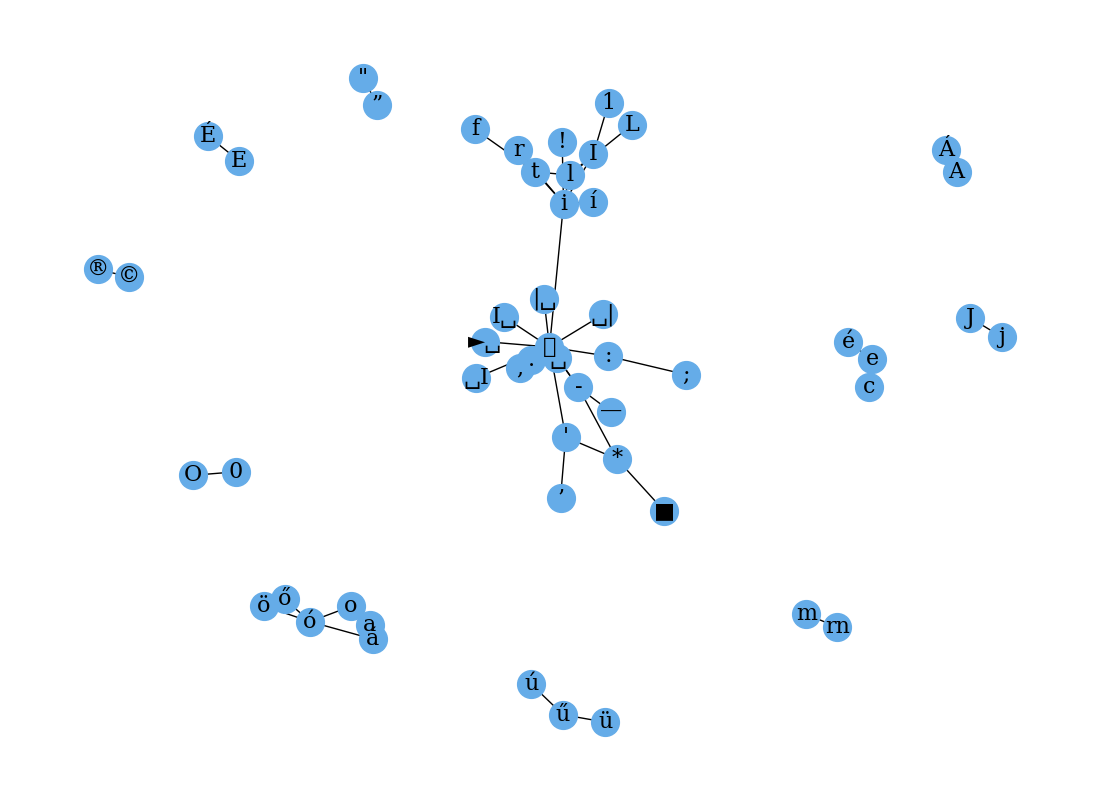 "
”
f
1
L
É
E
r
!
I
t
l
i
í
Á
A
®
©
|␣
I␣
␣|
►␣
▯
.
,
␣
:
␣I
;
-
—
J
j
é
e
c
'
*
’
■
O
0
ö
ő
ó
o
a
á
m
rn
ú
ű
ü